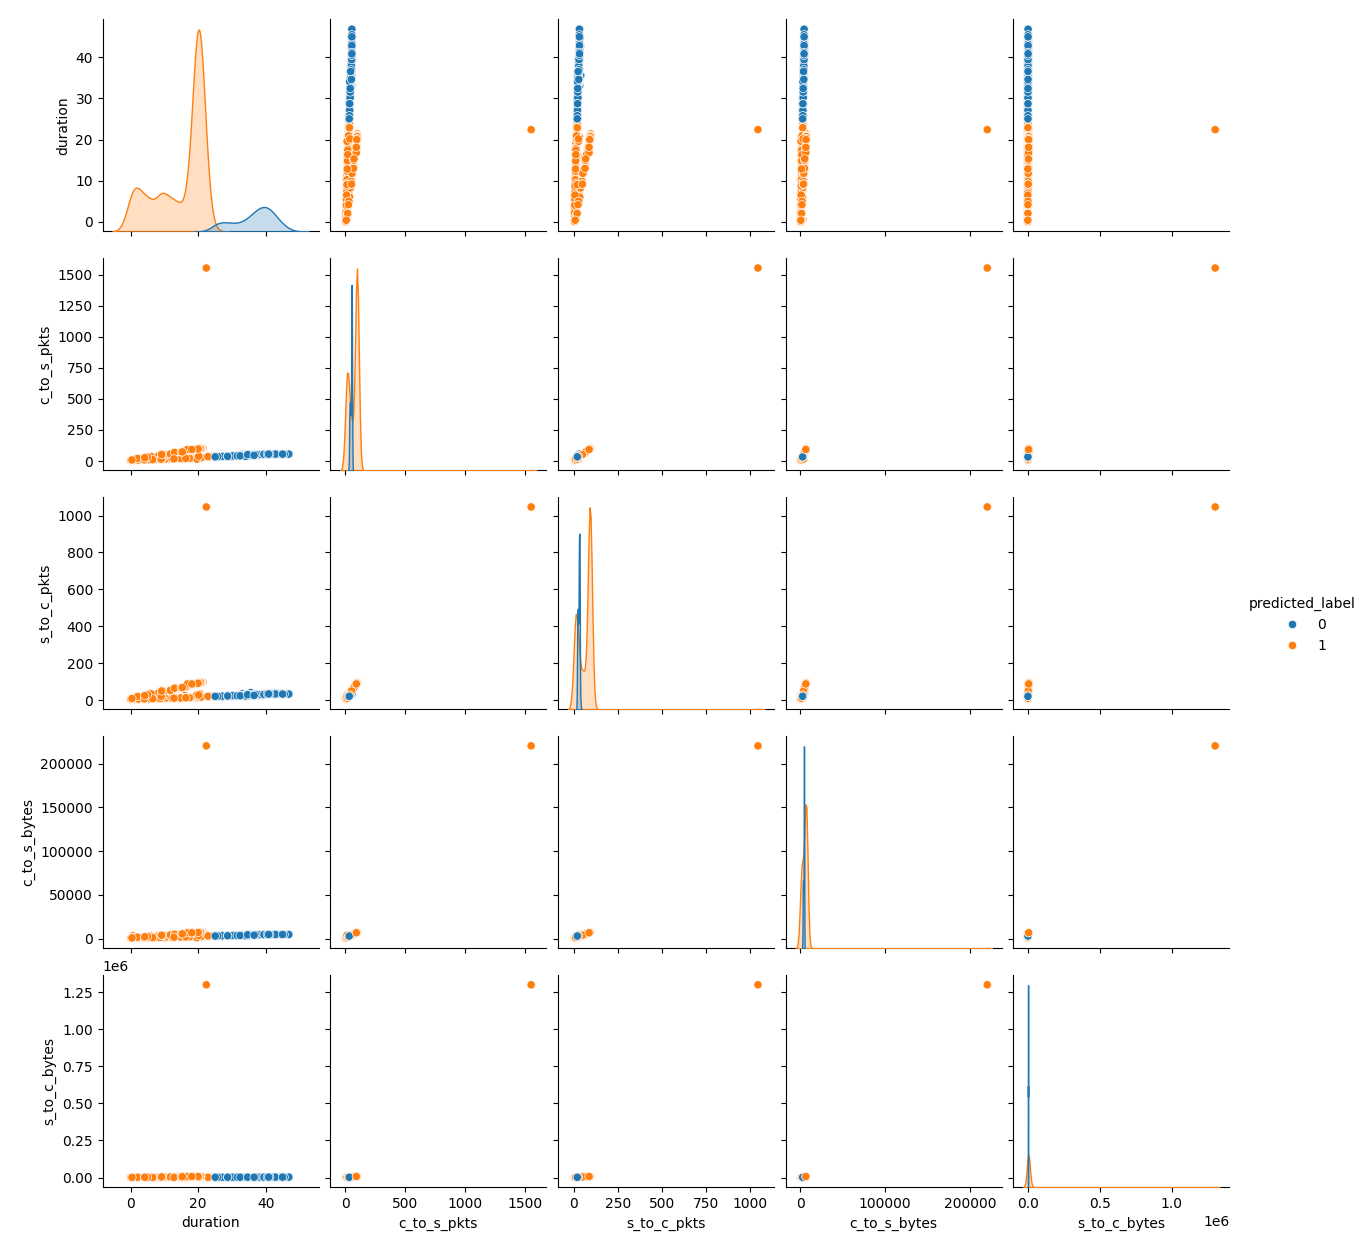 40
30
20
10
0
duration
1500
1250
1000
750
500
250
0
c_to_s_pkts
1000
800
600
400
200
0
s_to_c_pkts
predicted_label
0
1
200000
150000
100000
50000
0
c_to_s_bytes
1e6
1.25
1.00
0.75
0.50
0.25
0.00
s_to_c_bytes
0 20 40
0 500 1000 1500
0 250 500 750 1000
0 100000 200000
0.0 0.5 1.0
1e6
duration
c_to_s_pkts
s_to_c_pkts
c_to_s_bytes
s_to_c_bytes